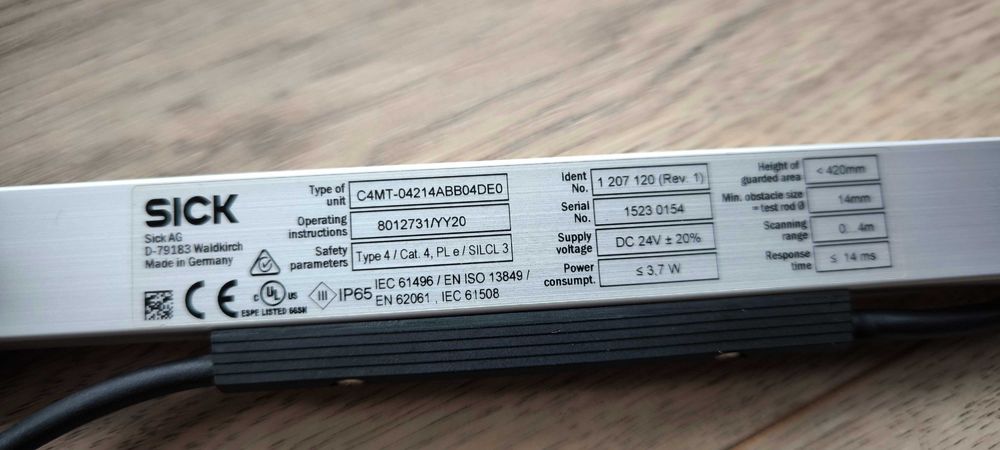 SICK
Sick AG
D-79183 Waldkirch
Made in Germany
C UL US
ESPE LISTED 66SH
Type of unit C4MT-04214ABB04DE0
Operating instructions 8012731/YY20
Safety parameters Type 4 / Cat. 4, PL e / SILCL 3
III IP65 IEC 61496 / EN ISO 13849 /
EN 62061 , IEC 61508
Ident No. 1 207 120 (Rev. 1)
Serial No. 1523 0154
Supply voltage DC 24V ± 20%
Power consumpt. ≤ 3.7 W
Height of guarded area < 420mm
Min. obstacle size = test rod Ø 14mm
Scanning range 0...4m
Response time ≤ 14 ms